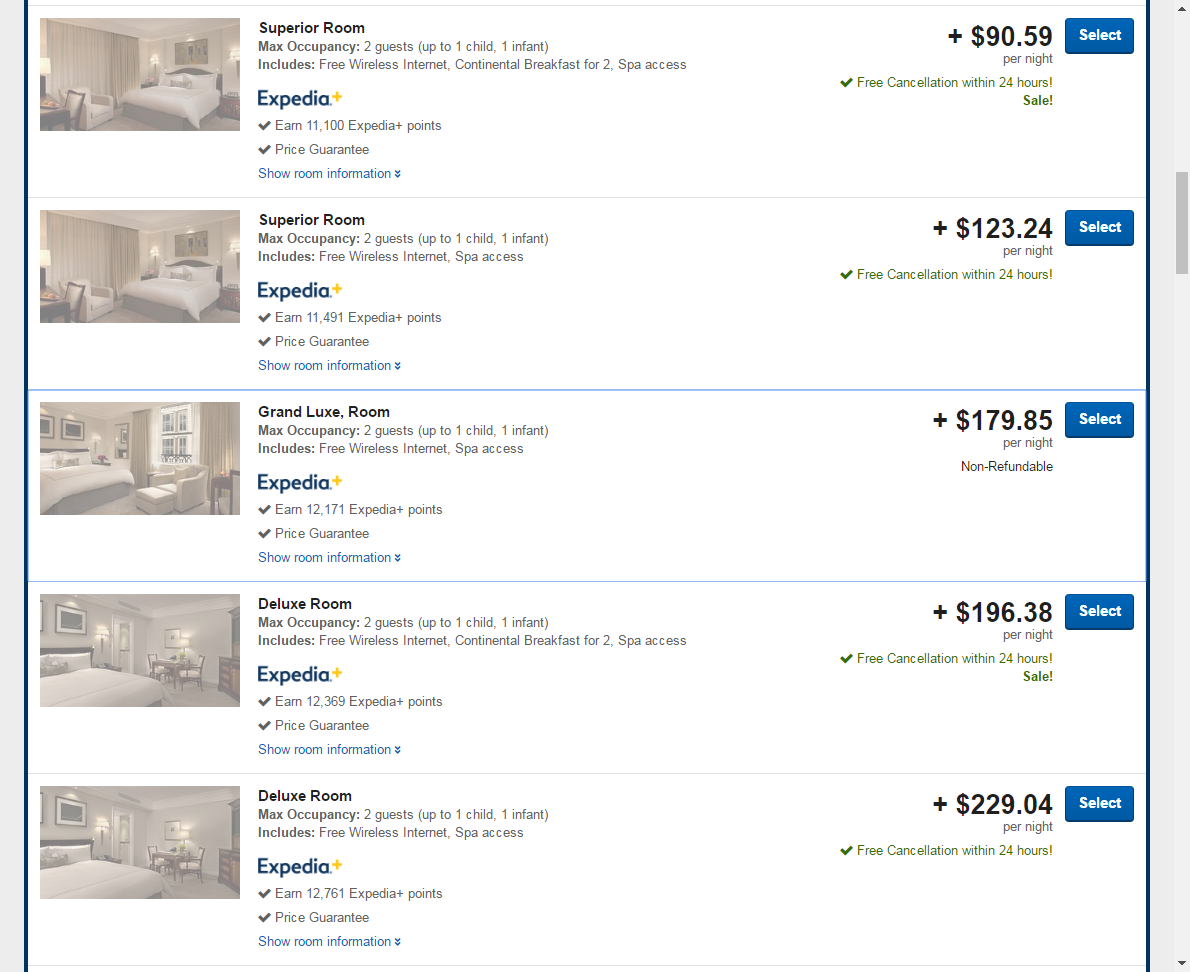 Superior Room
Max Occupancy: 2 guests (up to 1 child, 1 infant)
Includes: Free Wireless Internet, Continental Breakfast for 2, Spa access
Expedia.+
Earn 11,100 Expedia+ points
Price Guarantee
Show room information
+ $90.59
per night
Free Cancellation within 24 hours!
Sale!
Select
Superior Room
Max Occupancy: 2 guests (up to 1 child, 1 infant)
Includes: Free Wireless Internet, Spa access
Expedia.+
Earn 11,491 Expedia+ points
Price Guarantee
Show room information
+ $123.24
per night
Free Cancellation within 24 hours!
Select
Grand Luxe, Room
Max Occupancy: 2 guests (up to 1 child, 1 infant)
Includes: Free Wireless Internet, Spa access
Expedia.+
Earn 12,171 Expedia+ points
Price Guarantee
Show room information
+ $179.85
per night
Non-Refundable
Select
Deluxe Room
Max Occupancy: 2 guests (up to 1 child, 1 infant)
Includes: Free Wireless Internet, Continental Breakfast for 2, Spa access
Expedia.+
Earn 12,369 Expedia+ points
Price Guarantee
Show room information
+ $196.38
per night
Free Cancellation within 24 hours!
Sale!
Select
Deluxe Room
Max Occupancy: 2 guests (up to 1 child, 1 infant)
Includes: Free Wireless Internet, Spa access
Expedia.+
Earn 12,761 Expedia+ points
Price Guarantee
Show room information
+ $229.04
per night
Free Cancellation within 24 hours!
Select